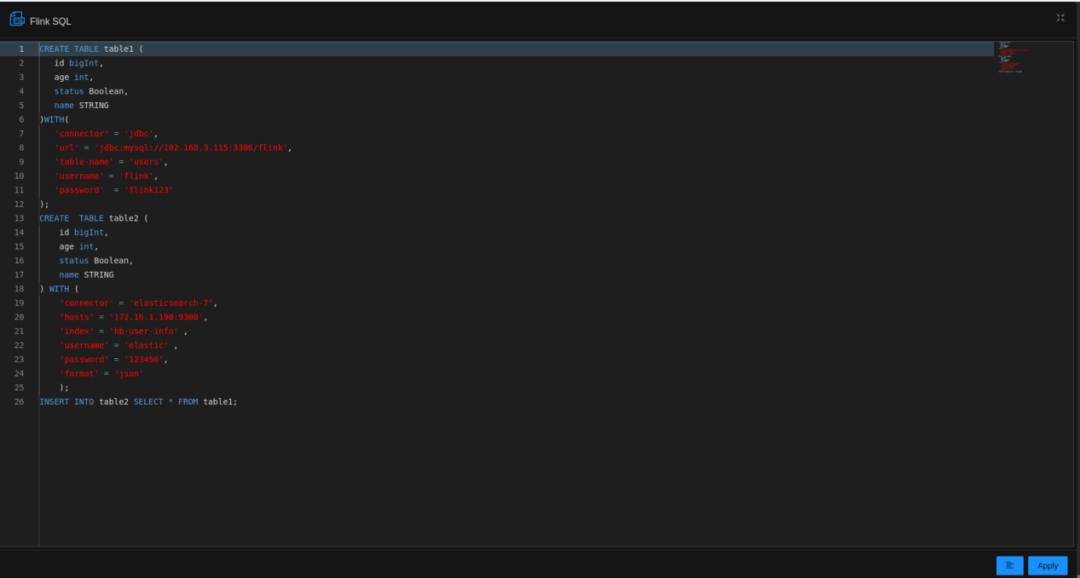 Flink SQL
1 CREATE TABLE table1 (
2 id bigInt,
3 age int,
4 status Boolean,
5 name STRING
6 )WITH(
7 'connector' = 'jdbc',
8 'url' = 'jdbc:mysql://192.168.3.115:3306/flink',
9 'table-name' = 'users',
10 'username' = 'flink',
11 'password'  = 'flink123'
12 );
13 CREATE  TABLE table2 (
14 id bigInt,
15 age int,
16 status Boolean,
17 name STRING
18 ) WITH (
19 'connector' = 'elasticsearch-7',
20 'hosts' = '172.16.1.190:9300',
21 'index' = 'hb-user-info' ,
22 'username' = 'elastic' ,
23 'password' = '123456',
24 'format' = 'json'
25 );
26 INSERT INTO table2 SELECT * FROM table1;
Apply